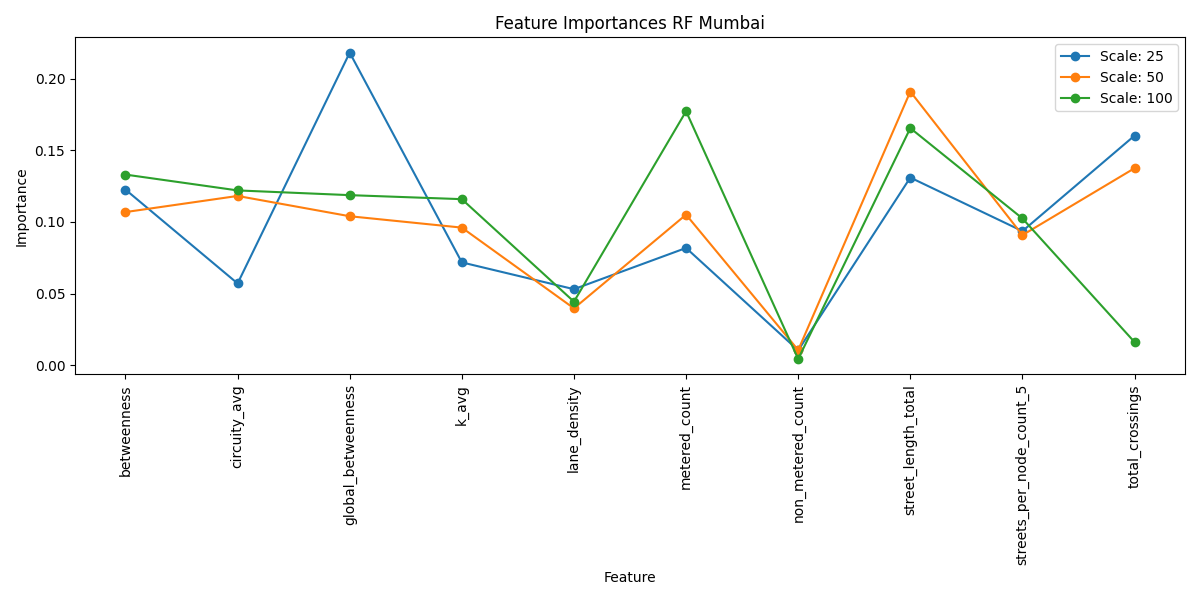 Feature Importances RF Mumbai
Scale: 25
Scale: 50
Scale: 100
Importance
0.20
0.15
0.10
0.05
0.00
betweenness
circuity_avg
global_betweenness
k_avg
lane_density
metered_count
non_metered_count
street_length_total
streets_per_node_count_5
total_crossings
Feature